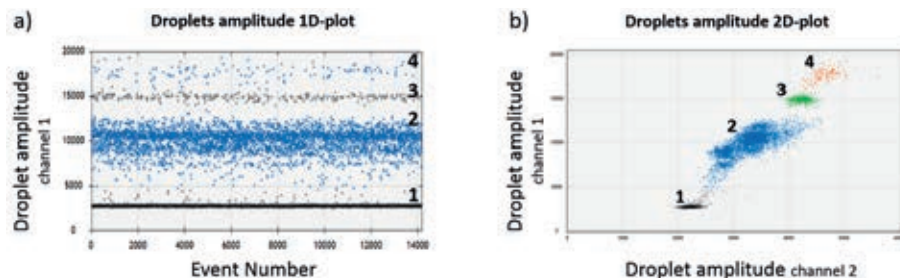 a)
Droplets amplitude 1D-plot
Droplet amplitude
channel 1
20000
15000
10000
5000
0
4
3
2
1
0 2000 4000 6000 8000 10000 12000 14000
Event Number
b)
Droplets amplitude 2D-plot
Droplet amplitude
channel 1
4
3
2
1
Droplet amplitude channel 2